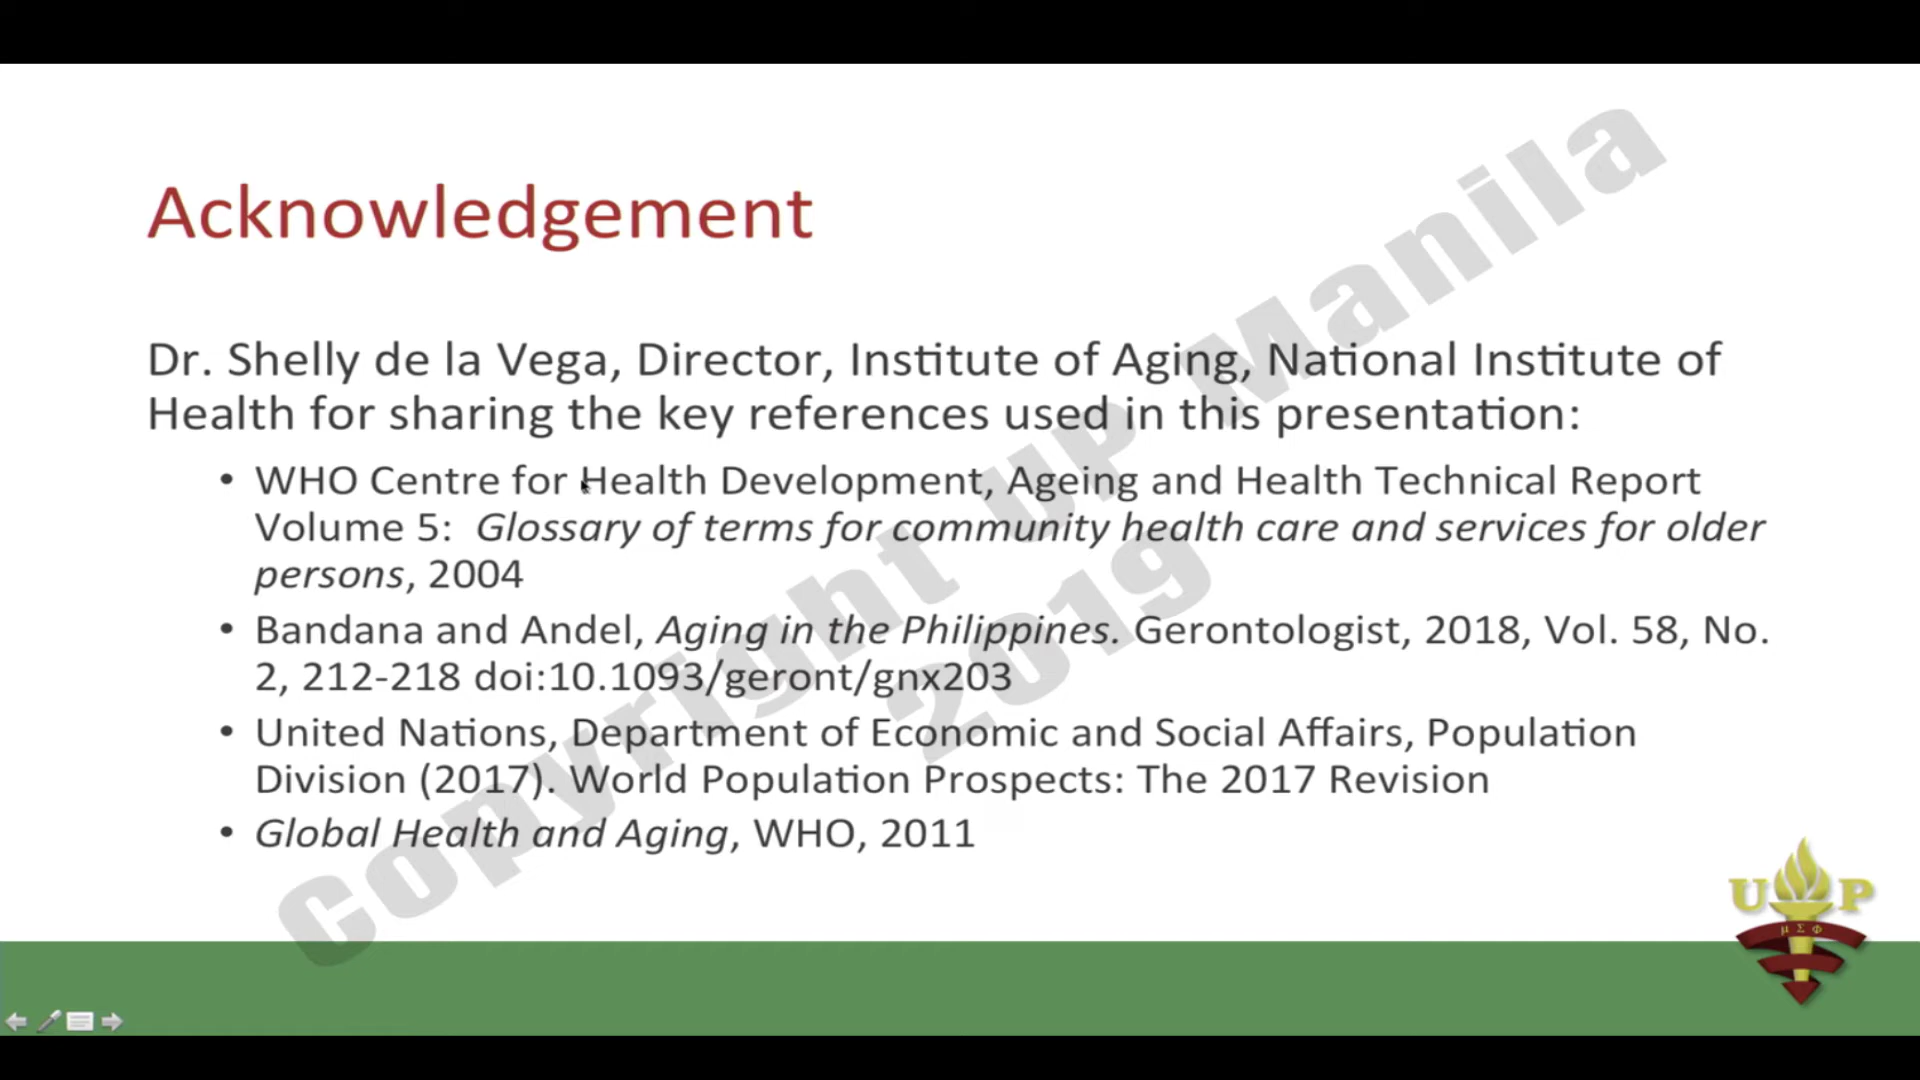 Acknowledgement
Dr. Shelly de la Vega, Director, Institute of Aging, National Institute of
Health for sharing the key references used in this presentation:
• WHO Centre for Health Development, Ageing and Health Technical Report
Volume 5: Glossary of terms for community health care and services for older
persons, 2004
• Bandana and Andel, Aging in the Philippines. Gerontologist, 2018, Vol. 58, No.
2, 212-218 doi:10.1093/geront/gnx203
• United Nations, Department of Economic and Social Affairs, Population
Division (2017). World Population Prospects: The 2017 Revision
• Global Health and Aging, WHO, 2011
Copyright UP Manila
2019
U P
μ Σ Φ